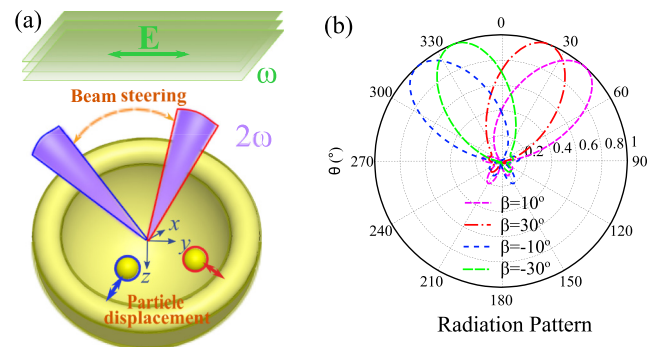 (a)
E
ω
Beam steering
2ω
x
y
z
Particle
displacement
(b)
0
330
30
300
60
270
0.2 0.4 0.6 0.8 1
90
240
120
210
150
180
θ (°)
β=10°
β=30°
β=-10°
β=-30°
Radiation Pattern